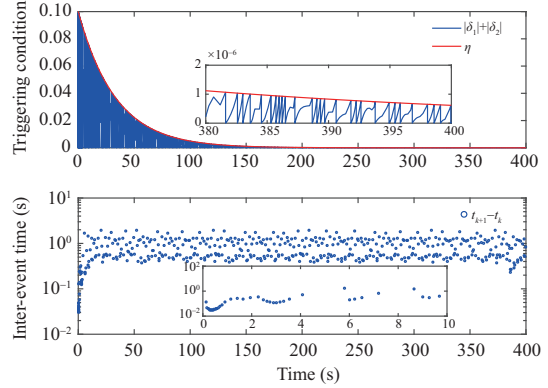 0.10
0.08
0.06
0.04
0.02
0
Triggering condition
|δ1|+|δ2|
η
×10−6
2
1
0
380 385 390 395 400
0 50 100 150 200 250 300 350 400
Inter-event time (s)
10^2
10^1
10^0
10^−2
tk+1−tk
10^2
10^0
10^−2
0 2 4 6 8 10
0 50 100 150 200 250 300 350 400
Time (s)